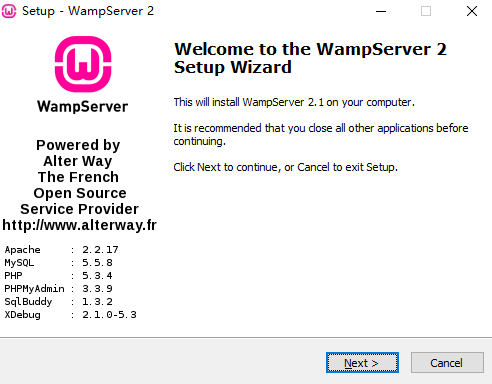 Setup - WampServer 2
WampServer
Powered by
Alter Way
The French
Open Source
Service Provider
http://www.alterway.fr
Apache : 2.2.17
MySQL : 5.5.8
PHP : 5.3.4
PHPMyAdmin : 3.3.9
SqlBuddy : 1.3.2
XDebug : 2.1.0-5.3
Welcome to the WampServer 2
Setup Wizard
This will install WampServer 2.1 on your computer.
It is recommended that you close all other applications before
continuing.
Click Next to continue, or Cancel to exit Setup.
Next >
Cancel